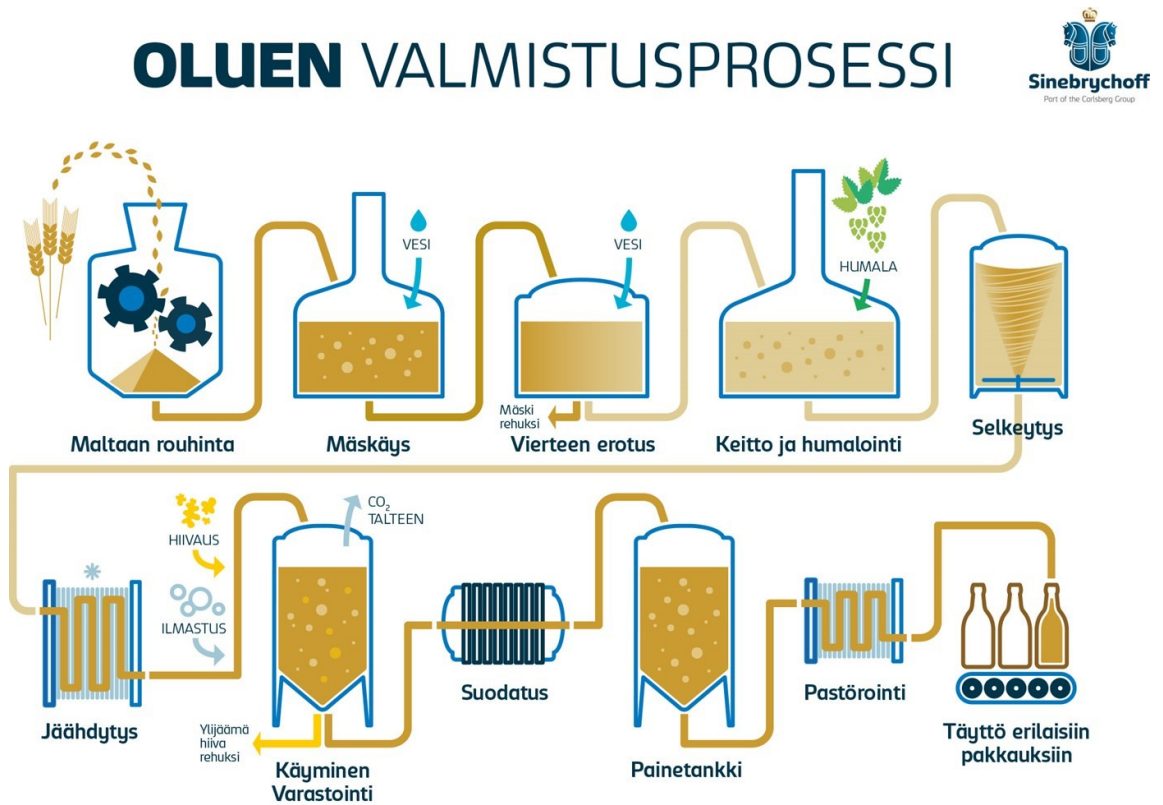 OLUEN VALMISTUSPROSESSI
Sinebrychoff
Part of the Carlsberg Group
VESI
VESI
HUMALA
Mäski
rehuksi
Maltaan rouhinta
Mäskäys
Vierteen erotus
Keitto ja humalointi
Selkeytys
HIIVAUS
ILMASTUS
CO₂
TALTEEN
Jäähdytys
Ylijäämä
hiiva
rehuksi
Käyminen
Varastointi
Suodatus
Painetankki
Pastörointi
Täyttö erilaisiin
pakkauksiin